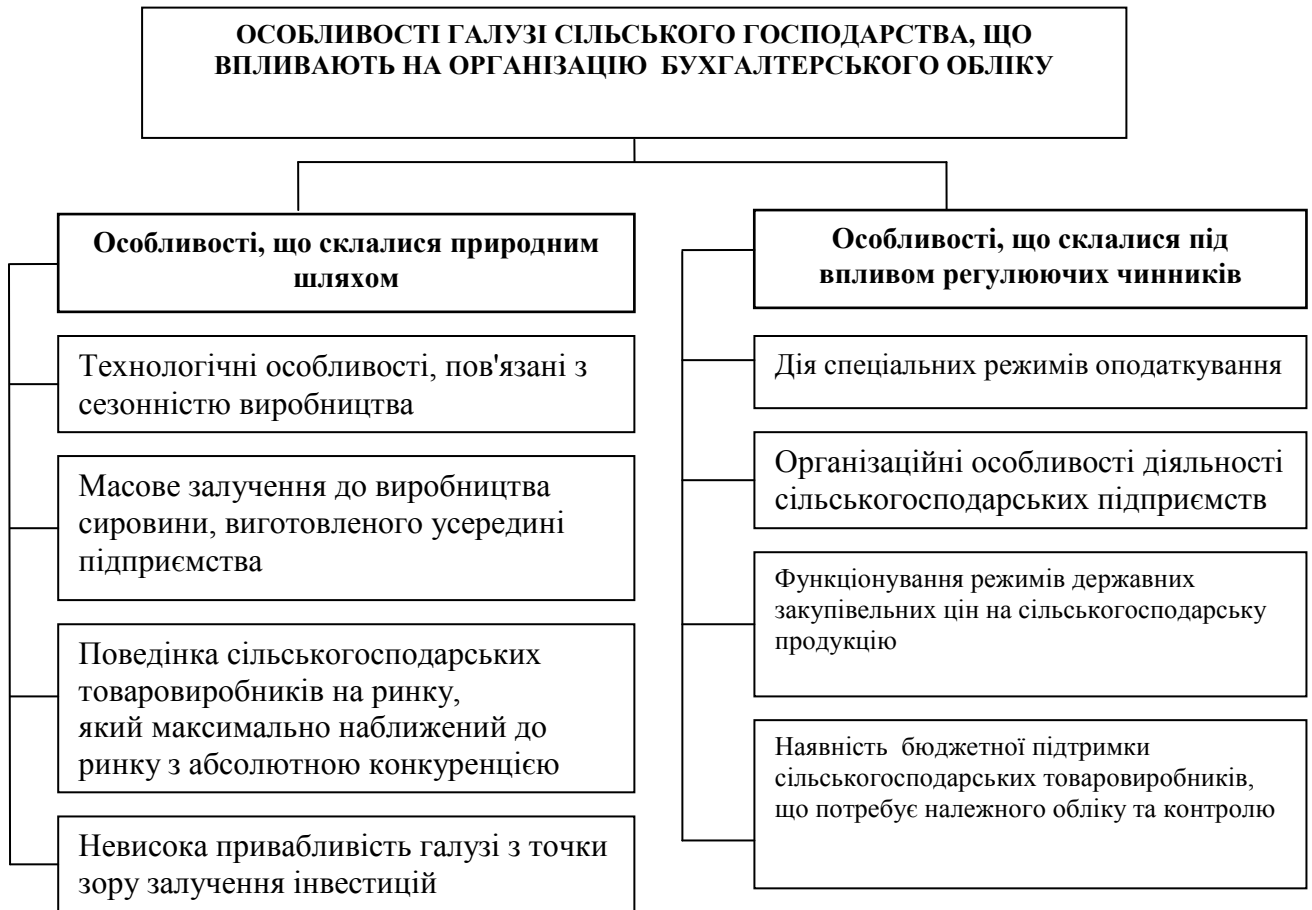 ОСОБЛИВОСТІ ГАЛУЗІ СІЛЬСЬКОГО ГОСПОДАРСТВА, ЩО
ВПЛИВАЮТЬ НА ОРГАНІЗАЦІЮ БУХГАЛТЕРСЬКОГО ОБЛІКУ
Особливості, що склалися природним
шляхом
Технологічні особливості, пов'язані з
сезонністю виробництва
Масове залучення до виробництва
сировини, виготовленого усередині
підприємства
Поведінка сільськогосподарських
товаровиробників на ринку,
який максимально наближений до
ринку з абсолютною конкуренцією
Невисока привабливість галузі з точки
зору залучення інвестицій
Особливості, що склалися під
впливом регулюючих чинників
Дія спеціальних режимів оподаткування
Організаційні особливості діяльності
сільськогосподарських підприємств
Функціонування режимів державних
закупівельних цін на сільськогосподарську
продукцію
Наявність бюджетної підтримки
сільськогосподарських товаровиробників,
що потребує належного обліку та контролю